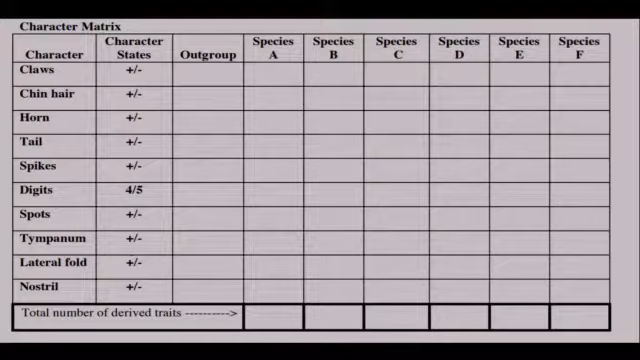 Character Matrix
Character Character States Outgroup Species A Species B Species C Species D Species E Species F
Claws +/-
Chin hair +/-
Horn +/-
Tail +/-
Spikes +/-
Digits 4/5
Spots +/-
Tympanum +/-
Lateral fold +/-
Nostril +/-
Total number of derived traits ---------->